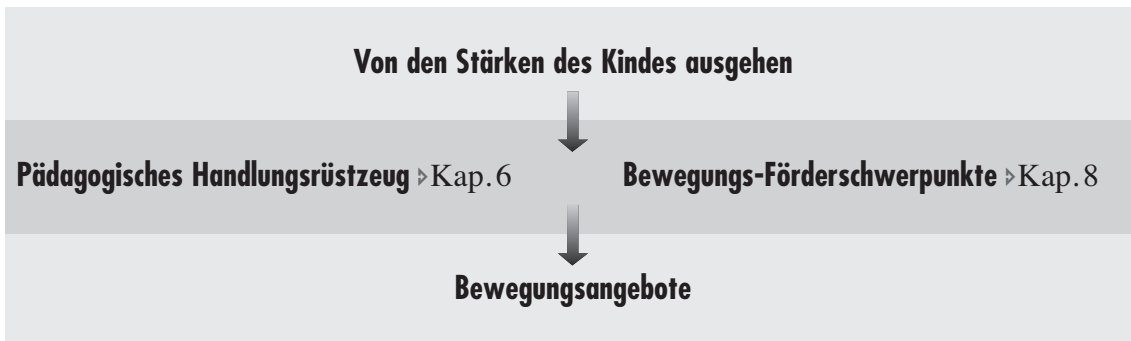 Von den Stärken des Kindes ausgehen
Pädagogisches Handlungsrüstzeug ▹Kap. 6 Bewegungs-Förderschwerpunkte ▹Kap. 8
Bewegungsangebote